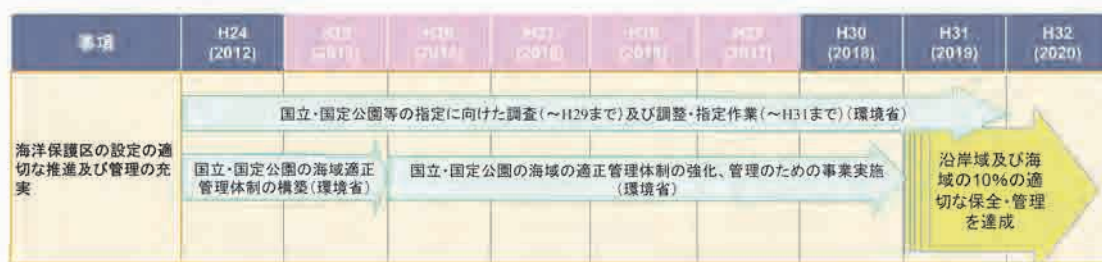 事項
H24
(2012)
H25
(2013)
H26
H27
H28
H29
(2017)
H30
(2018)
H31
(2019)
H32
(2020)
海洋保護区の設定の適
切な推進及び管理の充
実
国立・国定公園等の指定に向けた調査(~H29まで)及び調整・指定作業(~H31まで)(環境省)
国立・国定公園の海域適正
管理体制の構築(環境省)
国立・国定公園の海域の適正管理体制の強化、管理のための事業実施
(環境省)
沿岸域及び海
域の10%の適
切な保全・管理
を達成